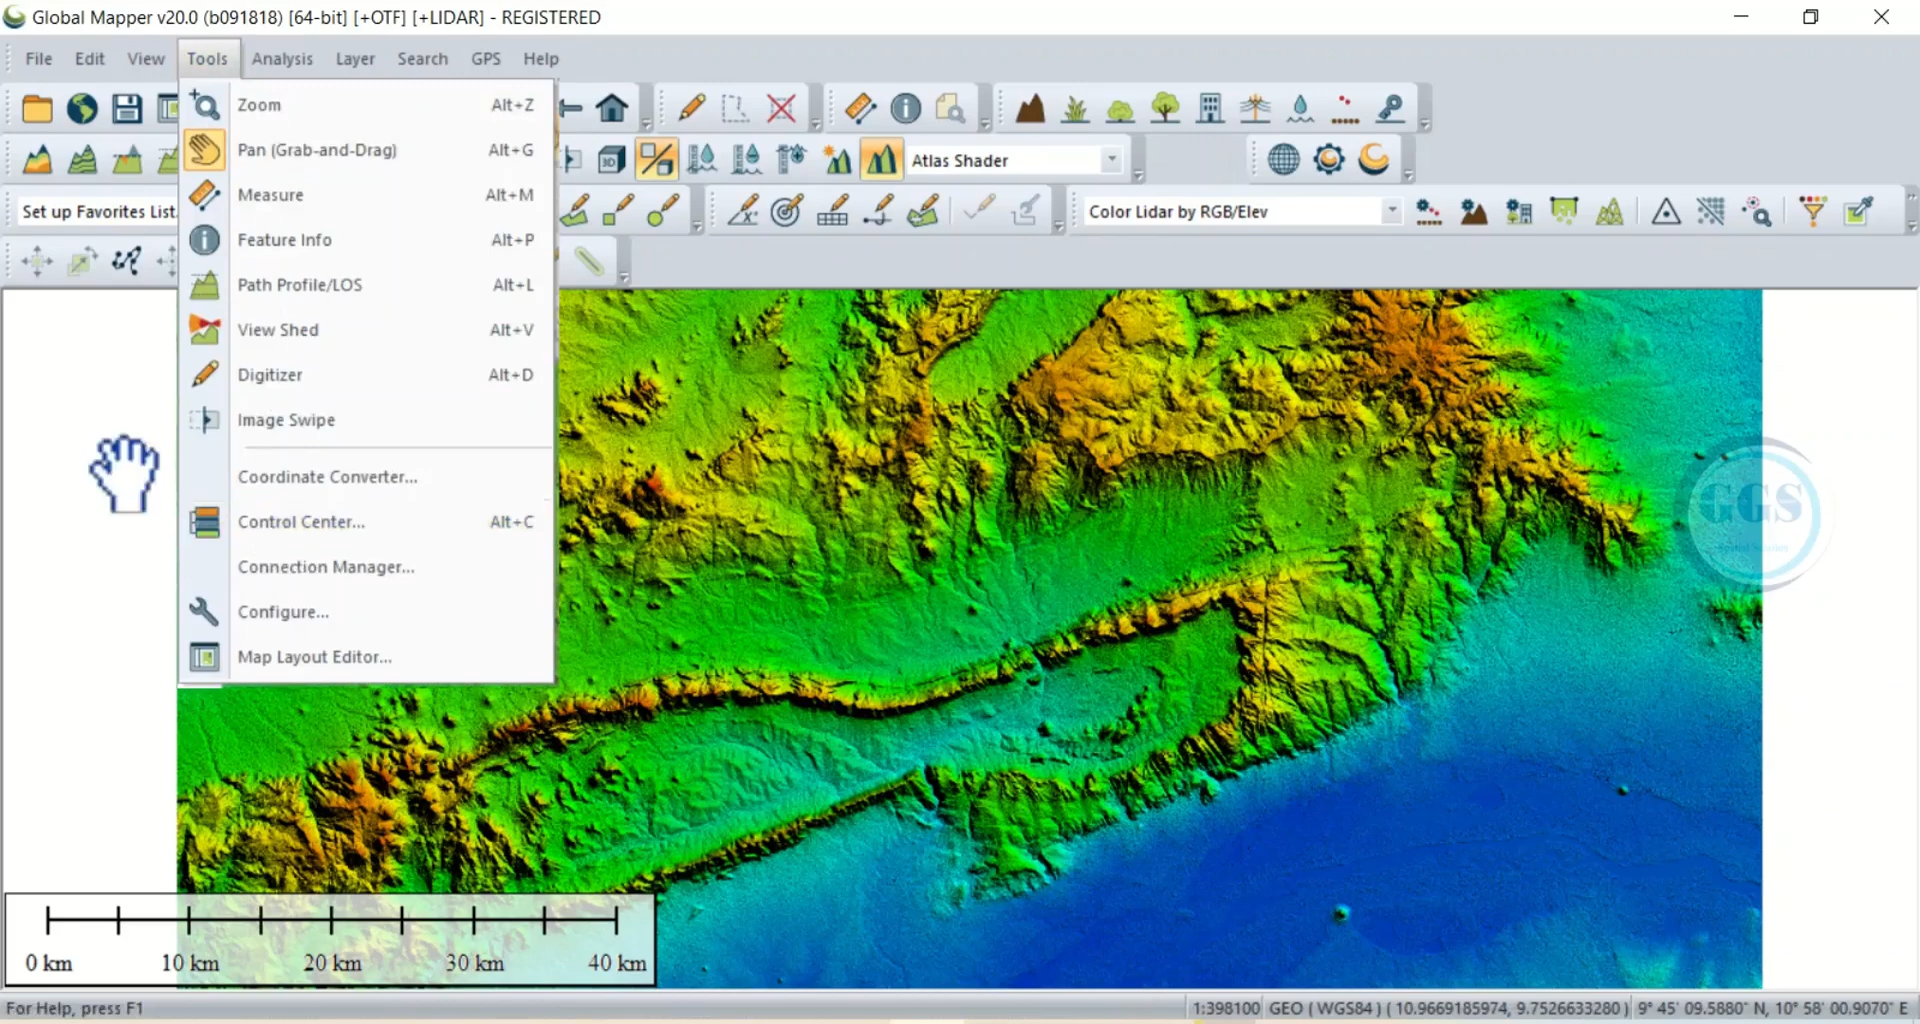 Global Mapper v20.0 (b091818) [64-bit] [+OTF] [+LIDAR] - REGISTERED
File Edit View Tools Analysis Layer Search GPS Help
Zoom Alt+Z
Pan (Grab-and-Drag) Alt+G
3D
Atlas Shader
Measure Alt+M
Set up Favorites List.
Color Lidar by RGB/Elev
Feature Info Alt+P
Path Profile/LOS Alt+L
View Shed Alt+V
Digitizer Alt+D
Image Swipe
Coordinate Converter...
Control Center... Alt+C
Connection Manager...
Configure...
Map Layout Editor...
GGS
0 km 10 km 20 km 30 km 40 km
For Help, press F1
1:398100 GEO ( WGS84 ) ( 10.9669185974, 9.7526633280 ) 9° 45' 09.5880" N, 10° 58' 00.9070" E